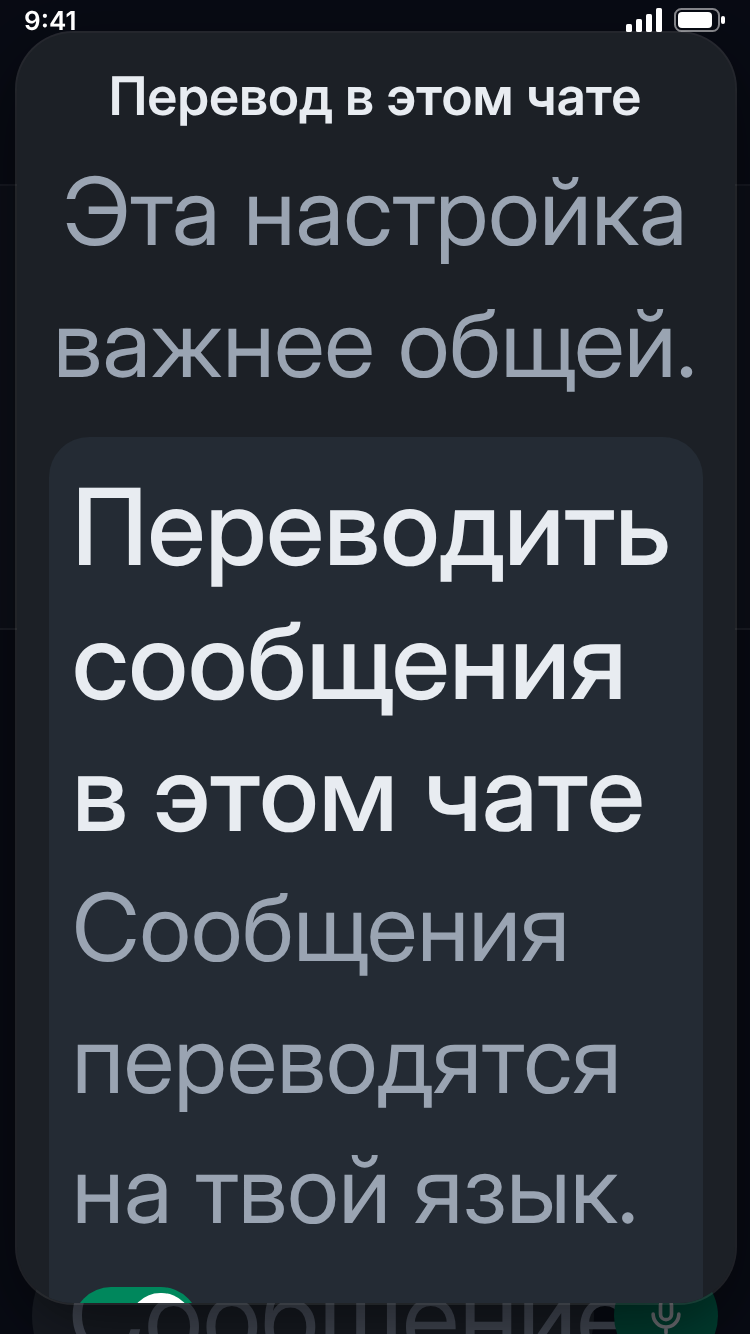 9:41
Перевод в этом чате
Эта настройка
важнее общей.
Переводить
сообщения
в этом чате
Сообщения
переводятся
на твой язык.